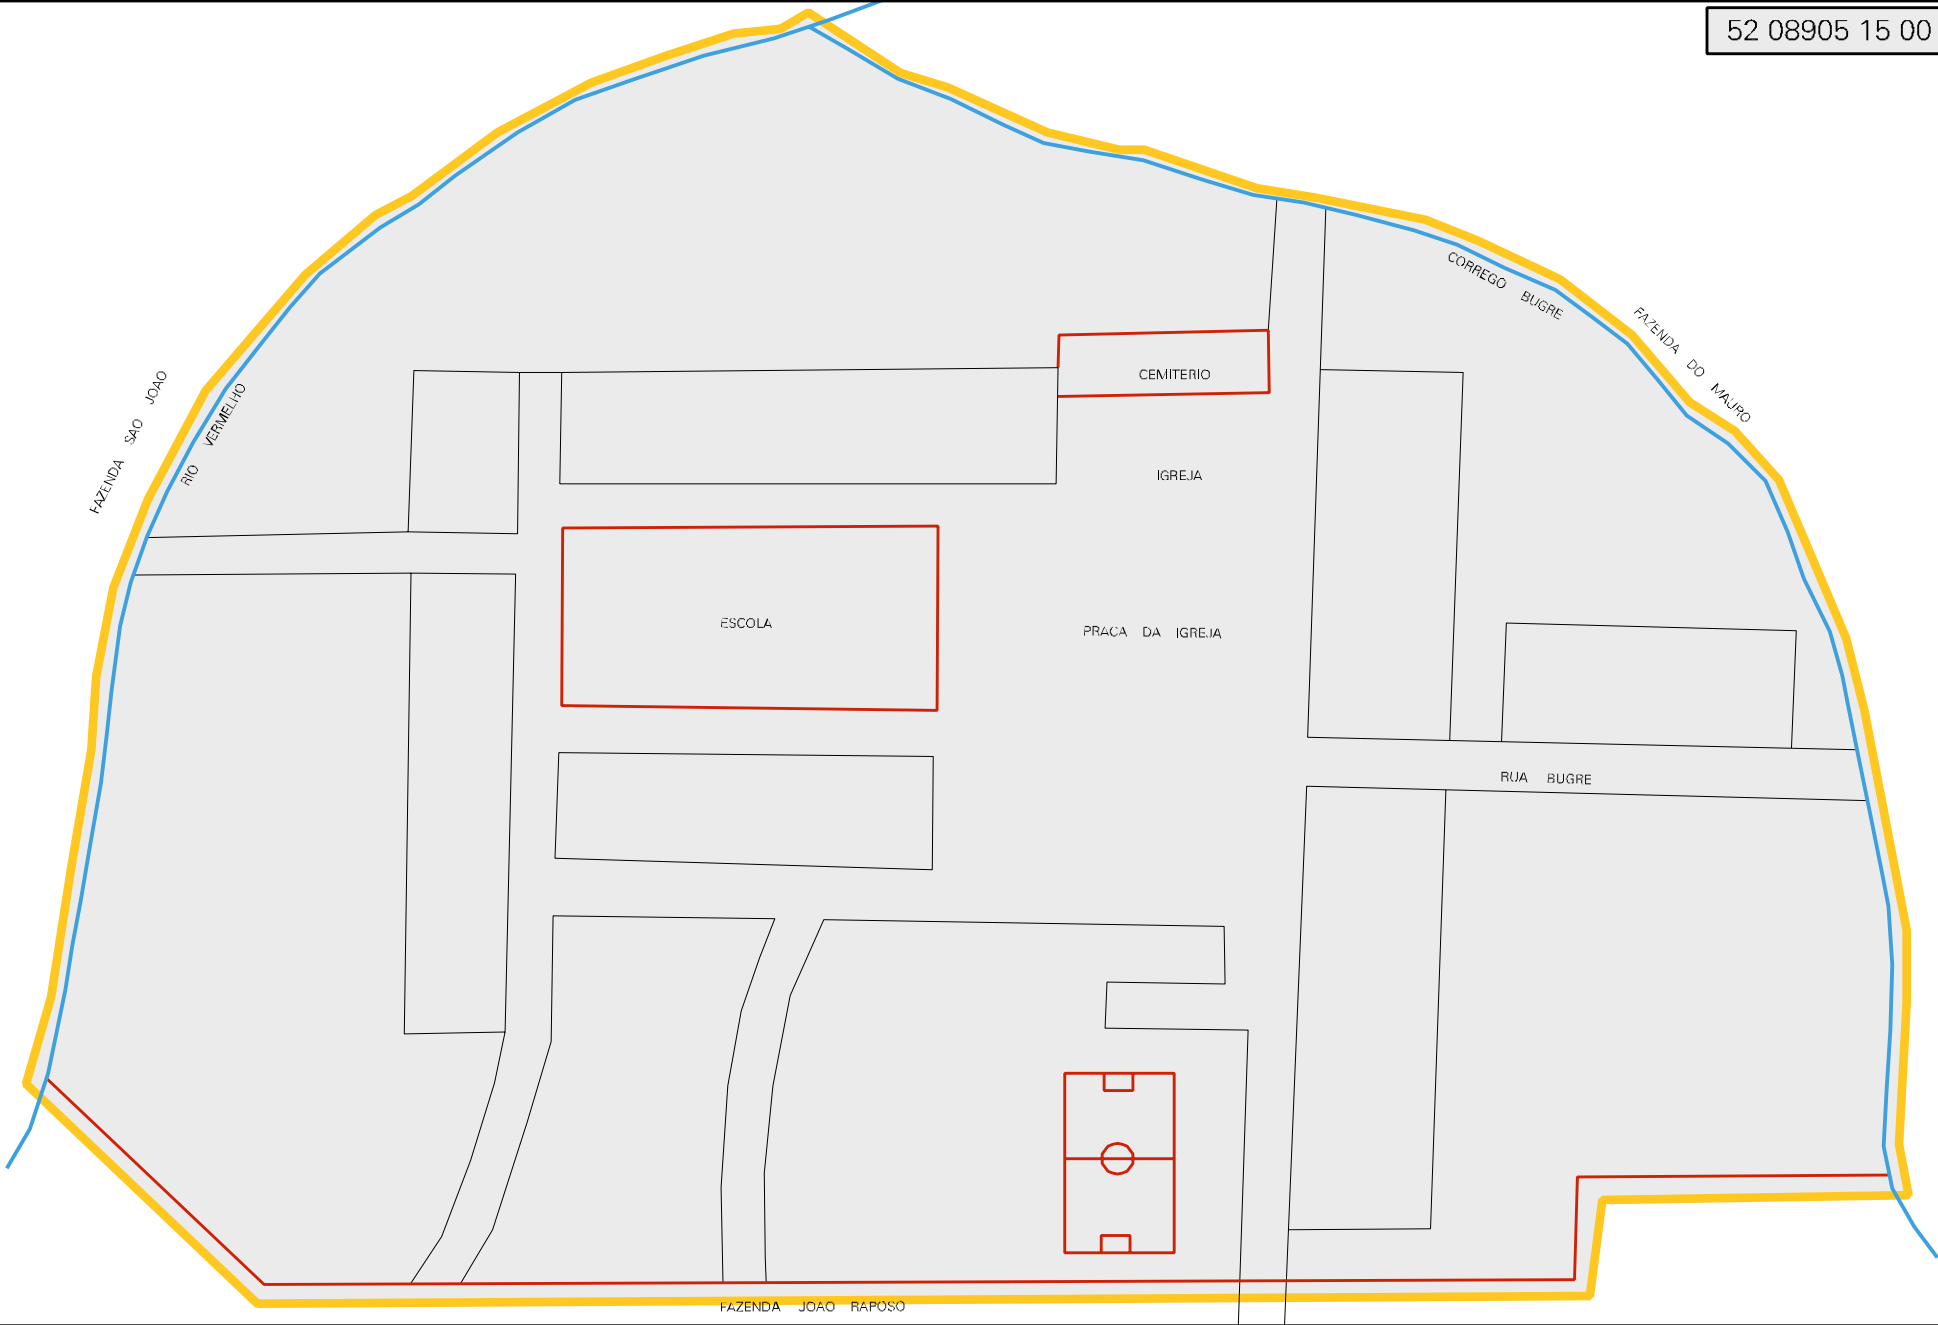 52 08905 15 00
CORREGO BUGRE
FAZENDA DO MAURO
FAZENDA SAO JOAO
RIO VERMELHO
CEMITERIO
IGREJA
ESCOLA
PRACA DA IGREJA
RUA BUGRE
FAZENDA JOAO RAPOSO